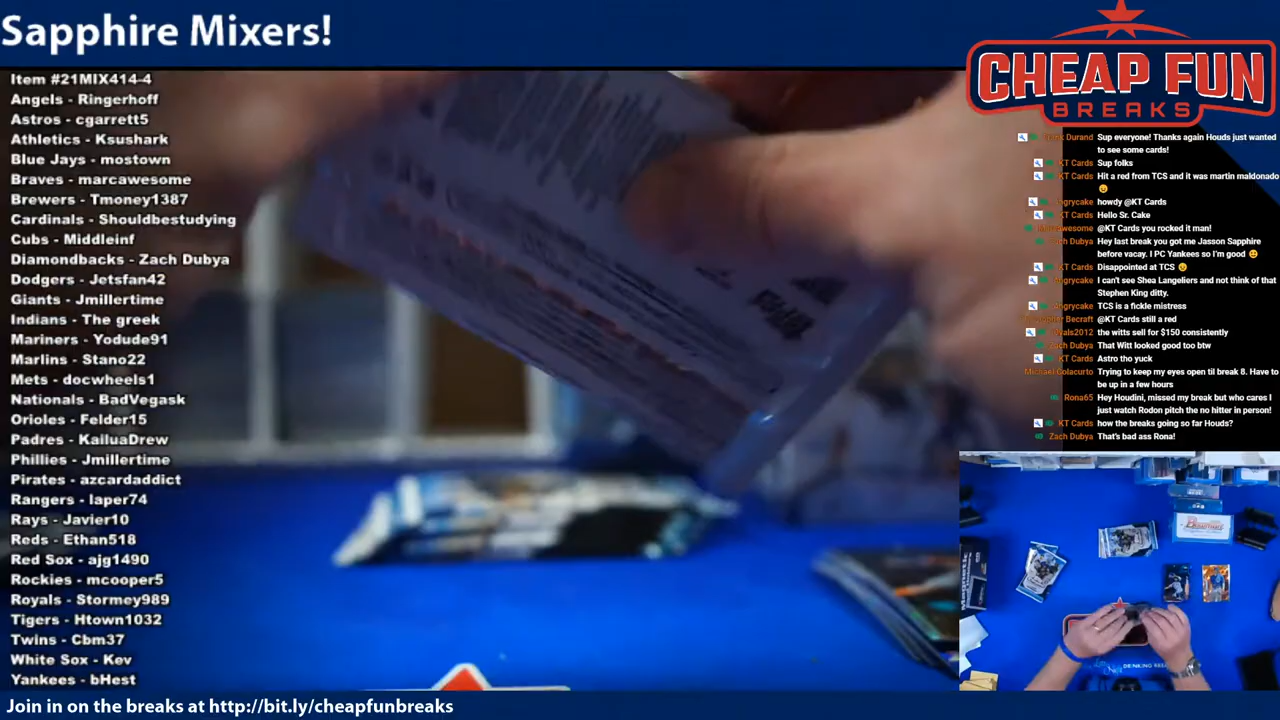 Sapphire Mixers!
Item #21MIX414-4
Angels - Ringerhoff
Astros - cgarrett5
Athletics - Ksushark
Blue Jays - mostown
Braves - marcawesome
Brewers - Tmoney1387
Cardinals - Shouldbestudying
Cubs - Middleinf
Diamondbacks - Zach Dubya
Dodgers - Jetsfan42
Giants - Jmillertime
Indians - The greek
Mariners - Yodude91
Marlins - Stano22
Mets - docwheels1
Nationals - BadVegask
Orioles - Felder15
Padres - KailuaDrew
Phillies - Jmillertime
Pirates - azcardaddict
Rangers - laper74
Rays - Javier10
Reds - Ethan518
Red Sox - ajg1490
Rockies - mcooper5
Royals - Stormey989
Tigers - Htown1032
Twins - Cbm37
White Sox - Kev
Yankees - bHest
CHEAP FUN
BREAKS
Durand Sup everyone! Thanks again Houds just wanted
to see some cards!
KT Cards Sup folks
KT Cards Hit a red from TCS and it was martin maldonado
howdy @KT Cards
KT Cards Hello Sr. Cake
@KT Cards you rocked it man!
Dubya Hey last break you got me Jasson Sapphire
before vacay. I PC Yankees so I'm good
KT Cards Disappointed at TCS
I can't see Shea Langeliers and not think of that
Stephen King ditty.
TCS is a fickle mistress
Becraft @KT Cards still a red
the witts sell for $150 consistently
Zach Dubya That Witt looked good too btw
KT Cards Astro tho yuck
Michael Colacurto Trying to keep my eyes open til break 8. Have to
be up in a few hours
Rona65 Hey Houdini, missed my break but who cares I
just watch Rodon pitch the no hitter in person!
KT Cards how the breaks going so far Houds?
Zach Dubya That's bad ass Rona!
Join in on the breaks at http://bit.ly/cheapfunbreaks